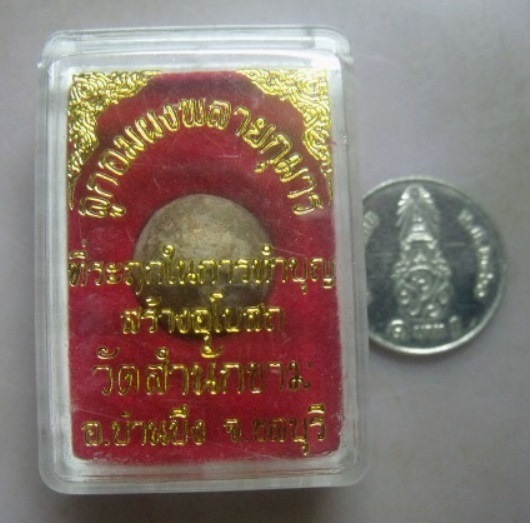 ลูกอมผงพลายกุมาร
ที่ระลึกในการทำบุญ
สร้างอุโบสถ
วัดสำนักขาม
อ.บ้านบึง จ.ชลบุรี